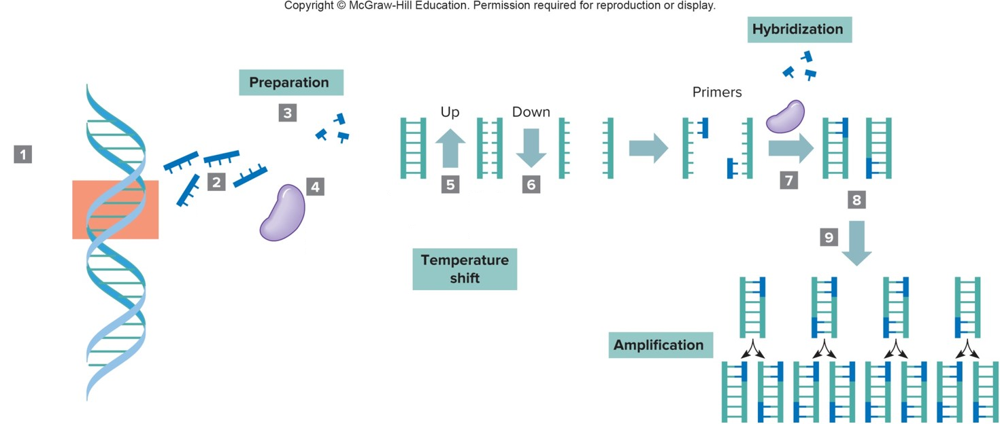 Copyright © McGraw-Hill Education. Permission required for reproduction or display.
Hybridization
Preparation
Primers
3
Up
Down
1
2
4
5
6
7
8
9
Temperature
shift
Amplification